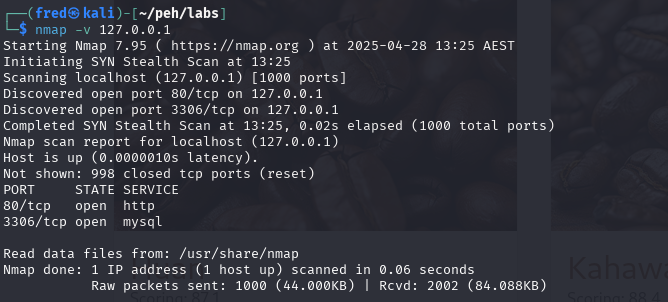 ┌──(fred㉿kali)-[~/peh/labs]
└─$ nmap -v 127.0.0.1
Starting Nmap 7.95 ( https://nmap.org ) at 2025-04-28 13:25 AEST
Initiating SYN Stealth Scan at 13:25
Scanning localhost (127.0.0.1) [1000 ports]
Discovered open port 80/tcp on 127.0.0.1
Discovered open port 3306/tcp on 127.0.0.1
Completed SYN Stealth Scan at 13:25, 0.02s elapsed (1000 total ports)
Nmap scan report for localhost (127.0.0.1)
Host is up (0.0000010s latency).
Not shown: 998 closed tcp ports (reset)
PORT     STATE SERVICE
80/tcp   open  http
3306/tcp open  mysql
Read data files from: /usr/share/nmap
Nmap done: 1 IP address (1 host up) scanned in 0.06 seconds
Raw packets sent: 1000 (44.000KB) | Rcvd: 2002 (84.088KB)
Kahawa